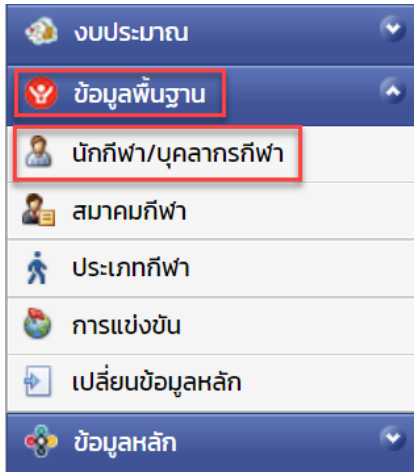 งบประมาณ
ข้อมูลพื้นฐาน
นักกีฬา/บุคลากรกีฬา
สมาคมกีฬา
ประเภทกีฬา
การแข่งขัน
เปลี่ยนข้อมูลหลัก
ข้อมูลหลัก